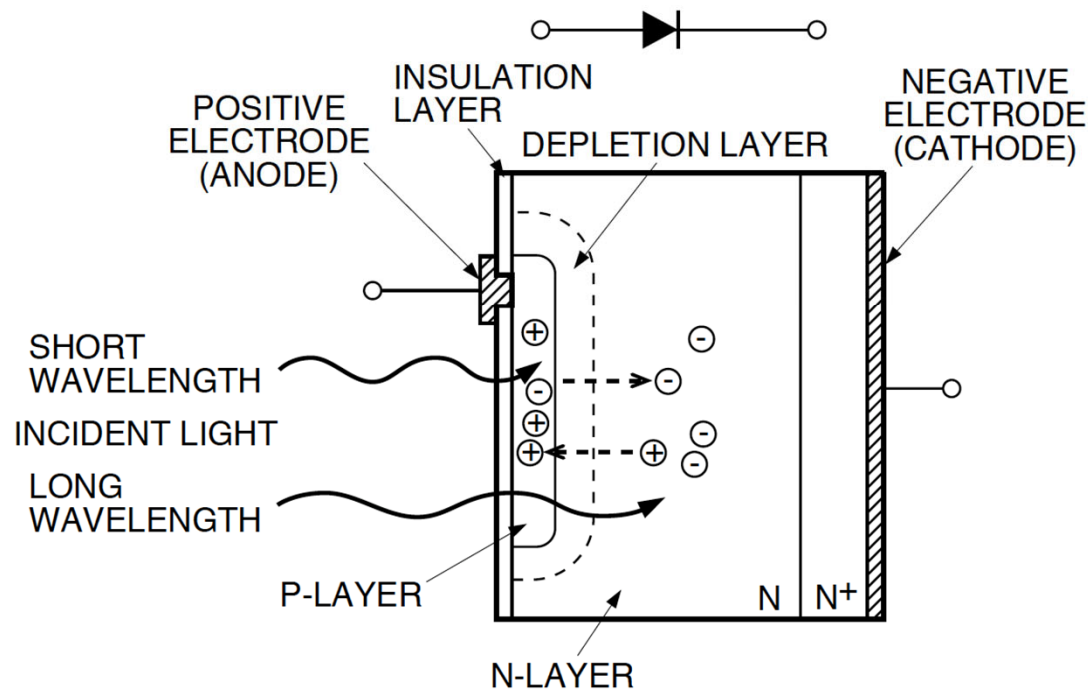 INSULATION
LAYER
POSITIVE
ELECTRODE
(ANODE)
DEPLETION LAYER
NEGATIVE
ELECTRODE
(CATHODE)
SHORT
WAVELENGTH
INCIDENT LIGHT
LONG
WAVELENGTH
P-LAYER
N-LAYER
N
N+
+
-
-
+
-
+
+
-
-